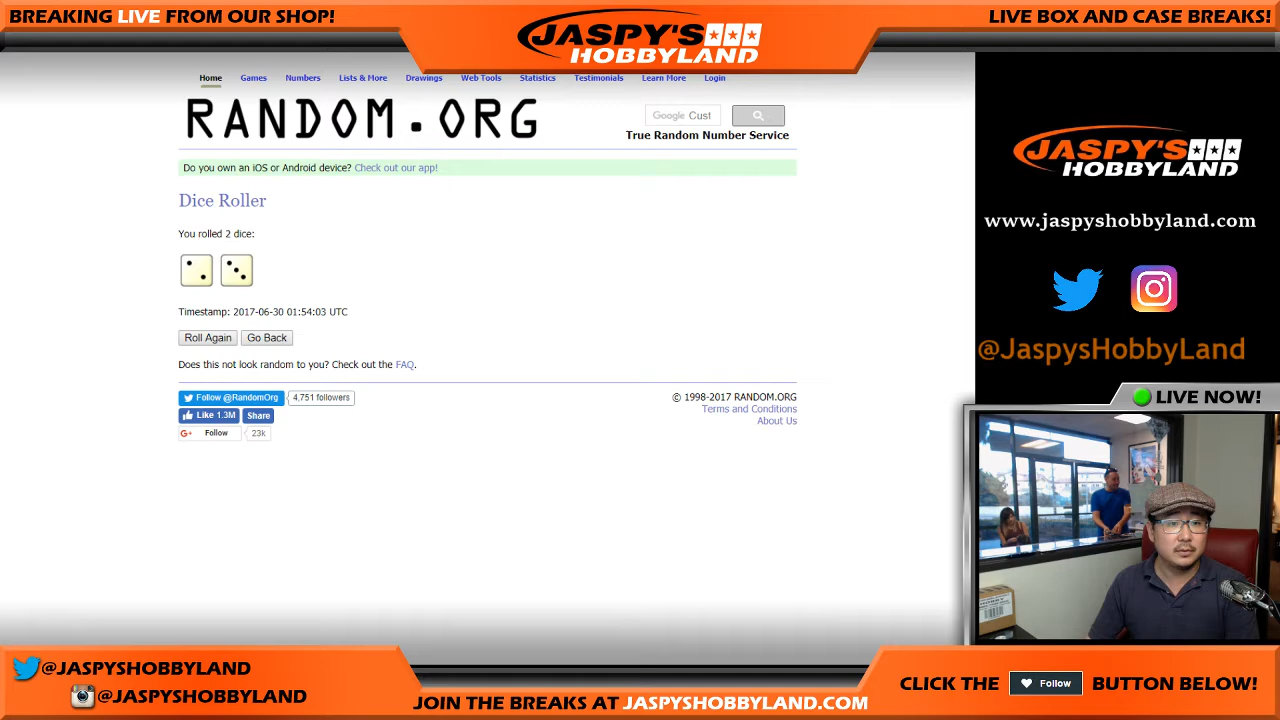 BREAKING LIVE FROM OUR SHOP!
JASPY'S
HOBBYLAND
LIVE BOX AND CASE BREAKS!
Home Games Numbers Lists & More Drawings Web Tools Statistics Testimonials Learn More Login
RANDOM.ORG
Google Cust
True Random Number Service
Do you own an iOS or Android device? Check out our app!
Dice Roller
You rolled 2 dice:
Timestamp: 2017-06-30 01:54:03 UTC
Roll Again Go Back
Does this not look random to you? Check out the FAQ.
Follow @RandomOrg 4,751 followers
Like 1.3M Share
G+ Follow 23k
© 1998-2017 RANDOM.ORG
Terms and Conditions
About Us
JASPY'S
HOBBYLAND
www.jaspyshobbyland.com
@JaspysHobbyLand
LIVE NOW!
@JASPYSHOBBYLAND
@JASPYSHOBBYLAND
JOIN THE BREAKS AT JASPYSHOBBYLAND.COM
CLICK THE Follow BUTTON BELOW!